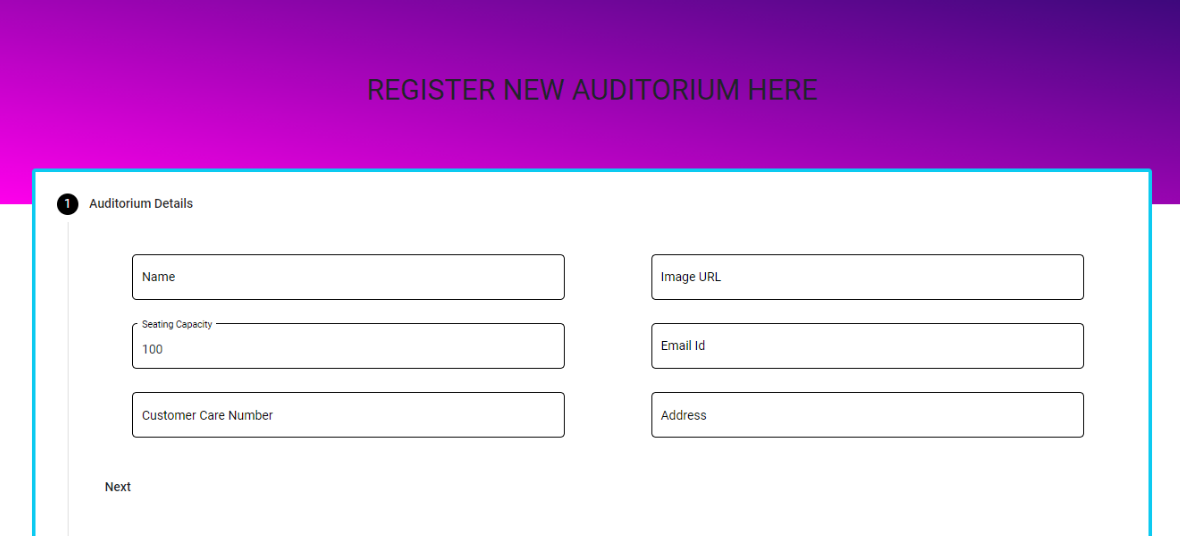 REGISTER NEW AUDITORIUM HERE
1 Auditorium Details
Name
Image URL
Seating Capacity
100
Email Id
Customer Care Number
Address
Next